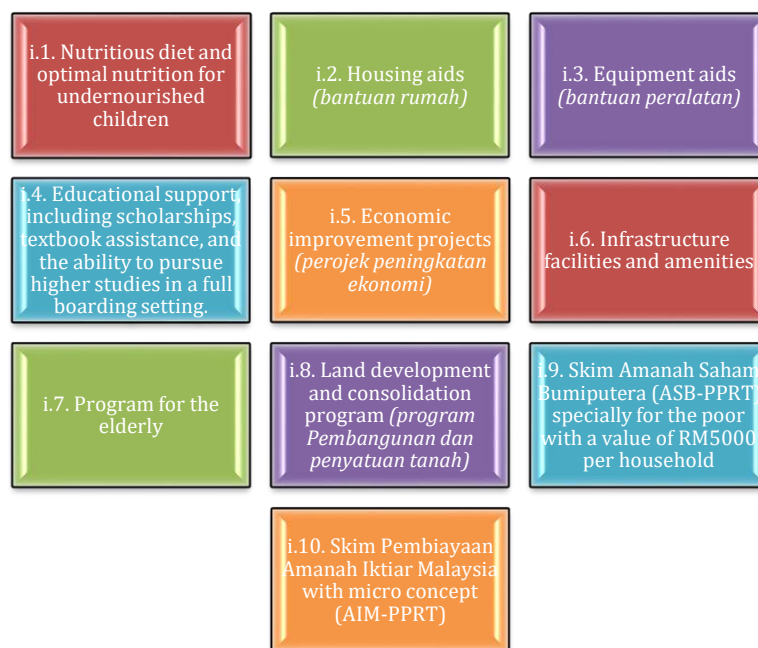 i.1. Nutritious diet and
optimal nutrition for
undernourished
children
i.2. Housing aids
(bantuan rumah)
i.3. Equipment aids
(bantuan peralatan)
i.4. Educational support,
including scholarships,
textbook assistance, and
the ability to pursue
higher studies in a full
boarding setting.
i.5. Economic
improvement projects
(perojek peningkatan
ekonomi)
i.6. Infrastructure
facilities and amenities
i.7. Program for the
elderly
i.8. Land development
and consolidation
program (program
Pembangunan dan
penyatuan tanah)
i.9. Skim Amanah Saham
Bumiputera (ASB-PPRT)
specially for the poor
with a value of RM5000
per household
i.10. Skim Pembiayaan
Amanah Iktiar Malaysia
with micro concept
(AIM-PPRT)